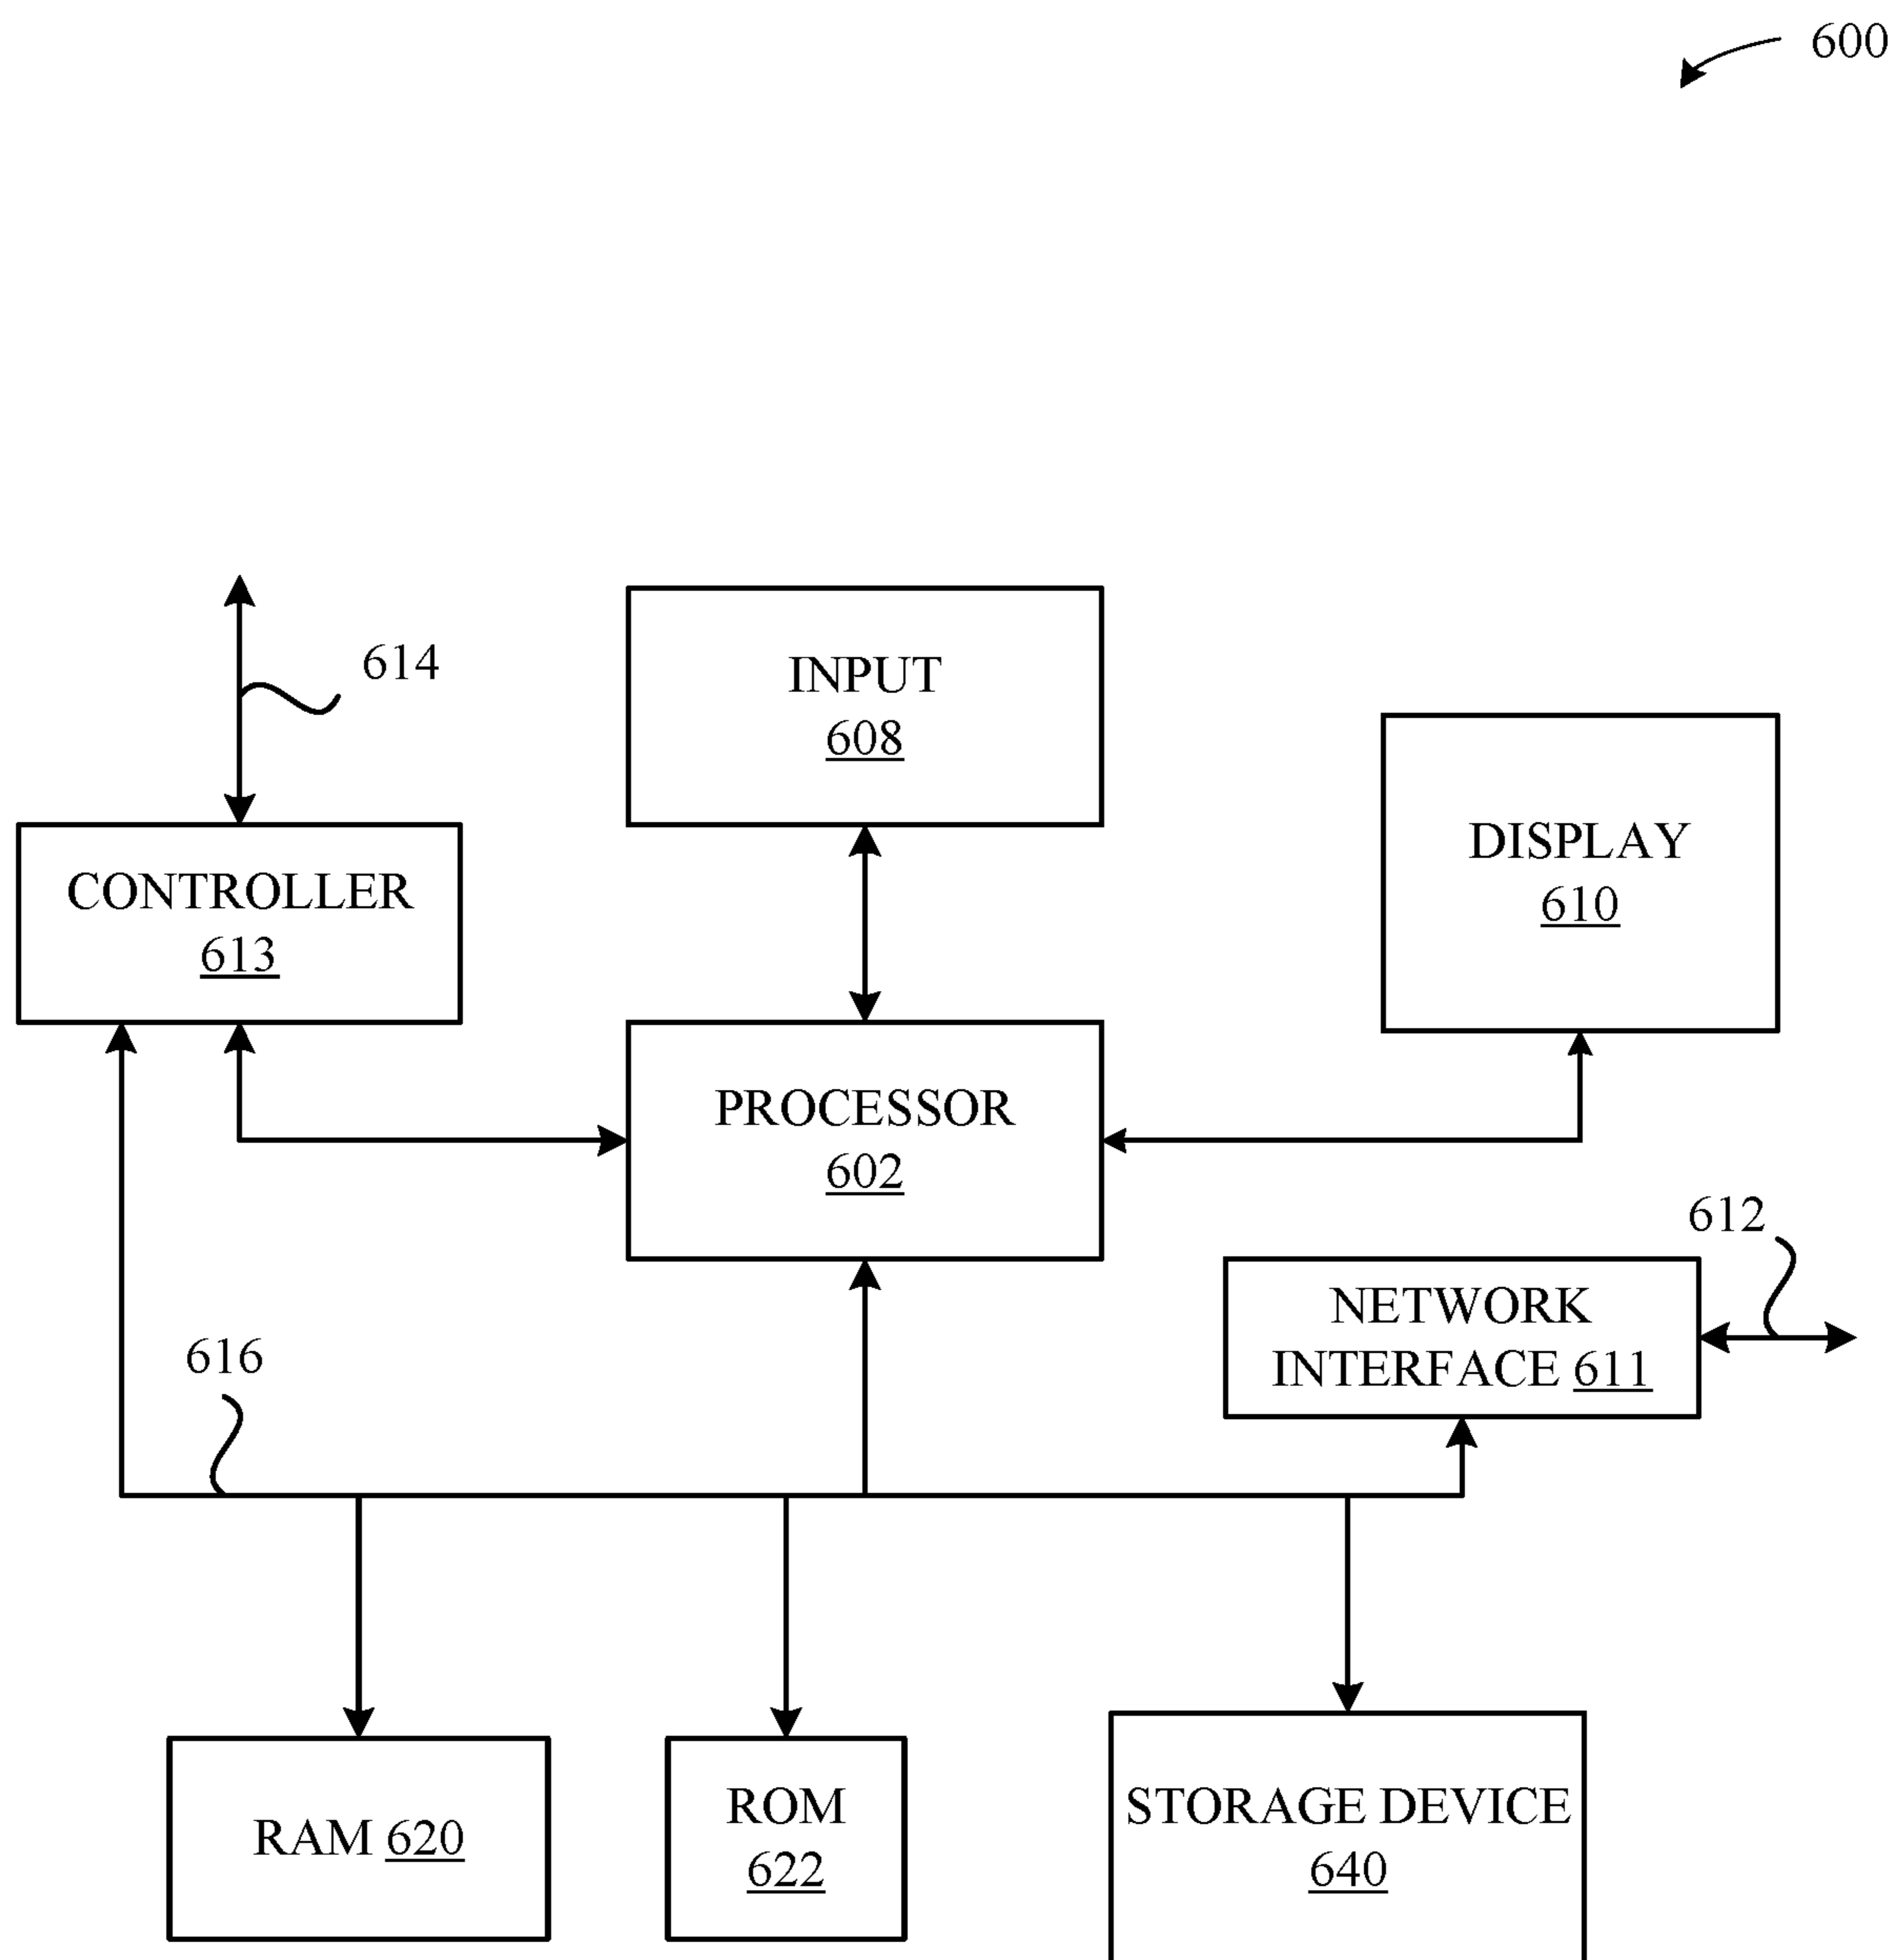 600
614
INPUT
608
DISPLAY
610
CONTROLLER
613
PROCESSOR
602
612
NETWORK
INTERFACE 611
616
RAM 620
ROM
622
STORAGE DEVICE
640